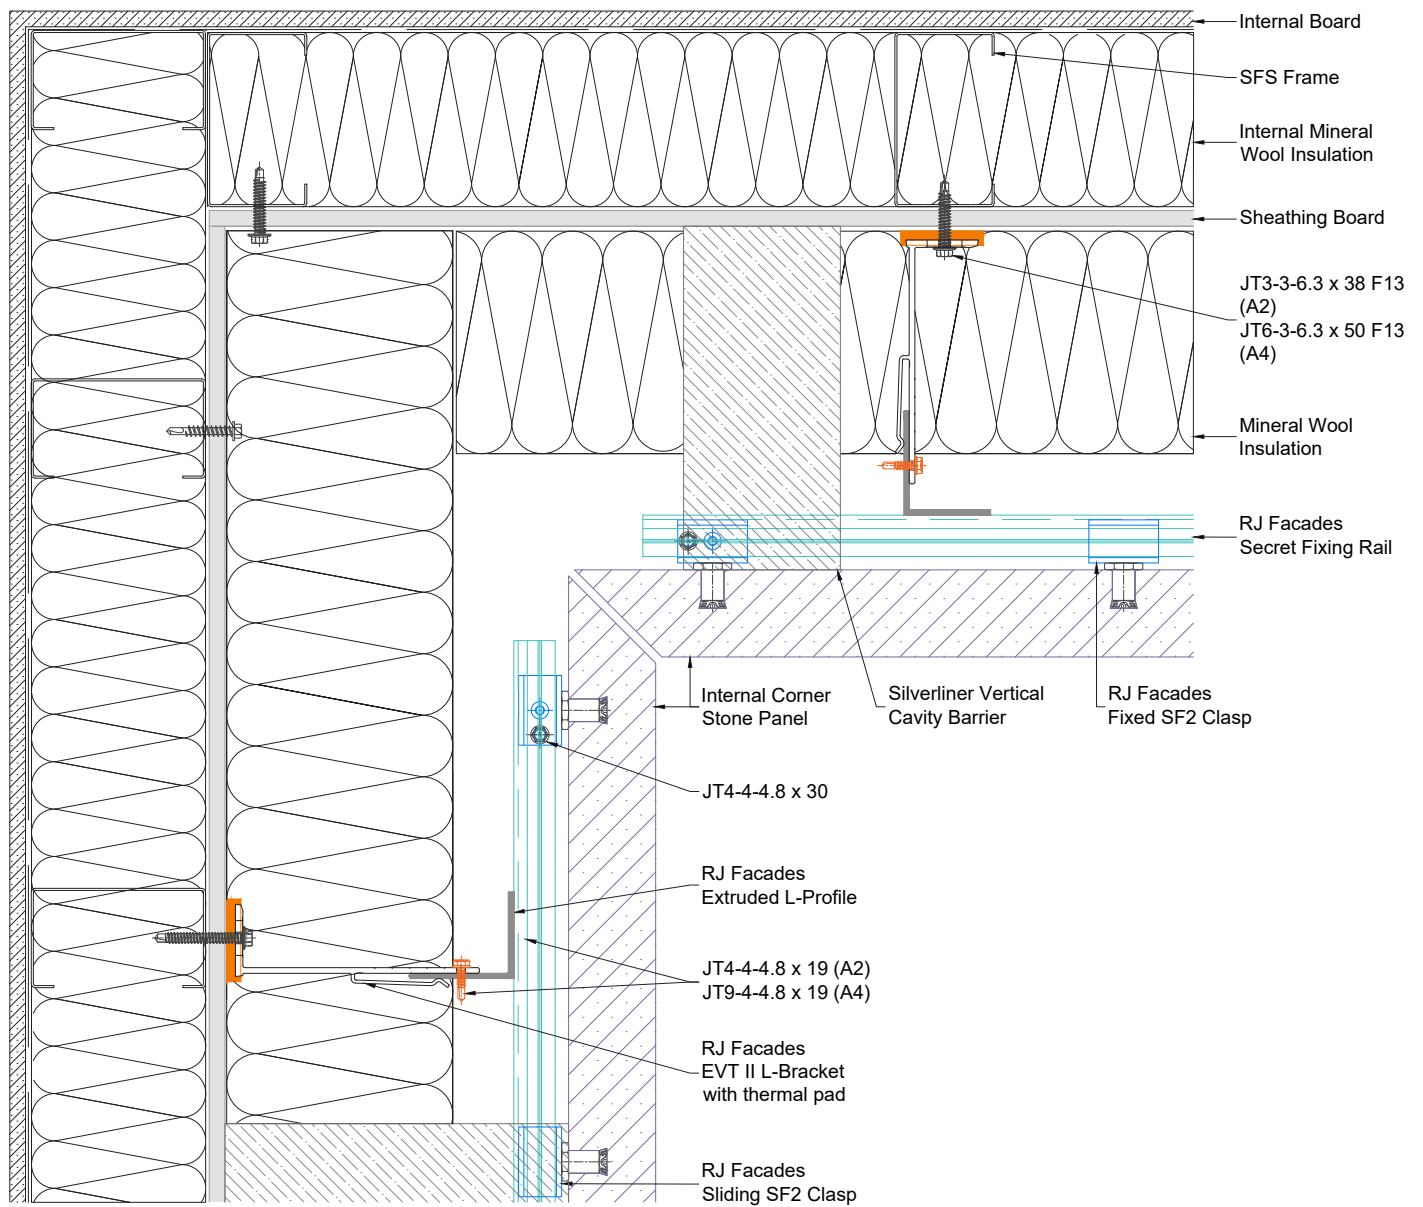 Internal Board
SFS Frame
Internal Mineral
Wool Insulation
Sheathing Board
JT3-3-6.3 x 38 F13
(A2)
JT6-3-6.3 x 50 F13
(A4)
Mineral Wool
Insulation
RJ Facades
Secret Fixing Rail
Internal Corner
Stone Panel
Silverliner Vertical
Cavity Barrier
RJ Facades
Fixed SF2 Clasp
JT4-4-4.8 x 30
RJ Facades
Extruded L-Profile
JT4-4-4.8 x 19 (A2)
JT9-4-4.8 x 19 (A4)
RJ Facades
EVT II L-Bracket
with thermal pad
RJ Facades
Sliding SF2 Clasp